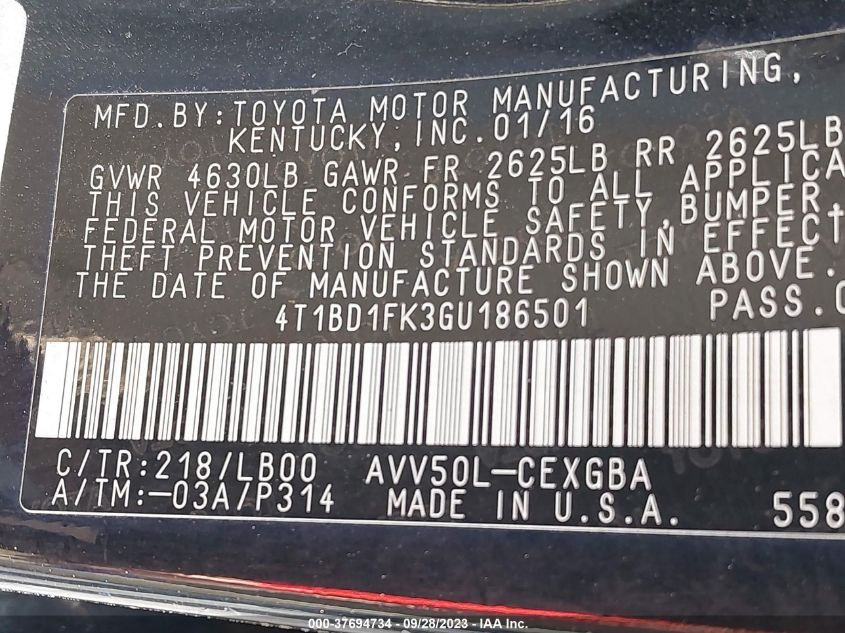 MFD.BY:TOYOTA MOTOR MANUFACTURING,
KENTUCKY, INC.01/16
GVWR 4630LB GAWR FR 2625LB RR 2625LB
THIS VEHICLE CONFORMS TO ALL APPLICA
FEDERAL MOTOR VEHICLE SAFETY,BUMPER,
THEFT PREVENTION STANDARDS IN EFFECT
THE DATE OF MANUFACTURE SHOWN ABOVE.
4T1BD1FK3GU186501 PASS.
C/TR:218/LB00 AVV50L-CEXGBA
A/TM:-03A/P314 MADE IN U.S.A. 558
000-37694734 09/28/2023 IAA Inc.